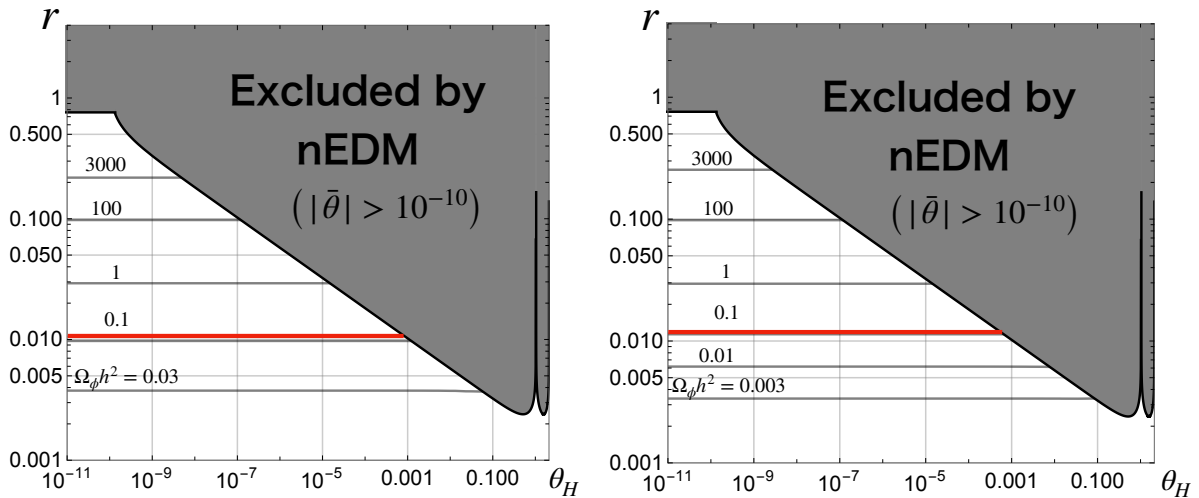 r
Excluded by
nEDM
(|θ̄| > 10⁻¹⁰)
1
0.500
0.100
0.050
0.010
0.005
0.001
3000
100
1
0.1
Ω_ϕh² = 0.03
10⁻¹¹ 10⁻⁹ 10⁻⁷ 10⁻⁵ 0.001 0.100 θ_H
r
Excluded by
nEDM
(|θ̄| > 10⁻¹⁰)
1
0.500
0.100
0.050
0.010
0.005
0.001
3000
100
1
0.1
0.01
Ω_ϕh² = 0.003
10⁻¹¹ 10⁻⁹ 10⁻⁷ 10⁻⁵ 0.001 0.100 θ_H